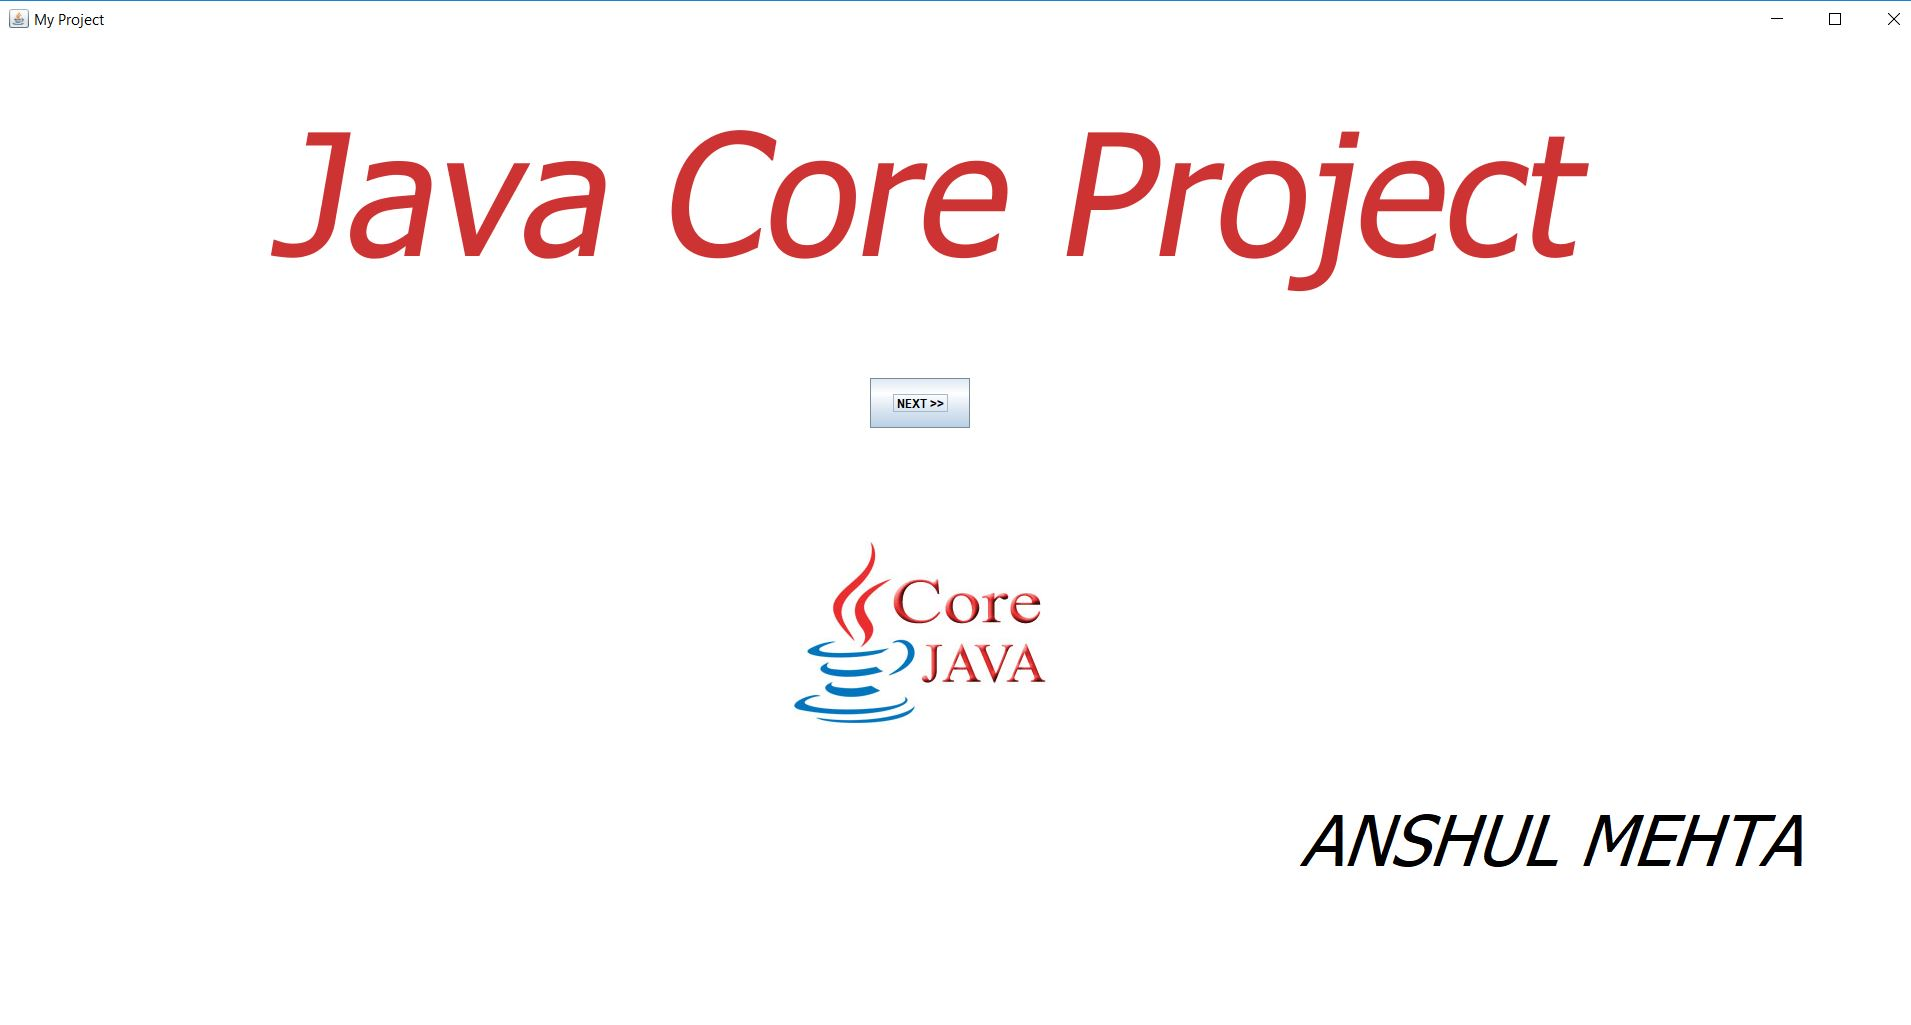 My Project
Java Core Project
NEXT >>
Core
JAVA
ANSHUL MEHTA